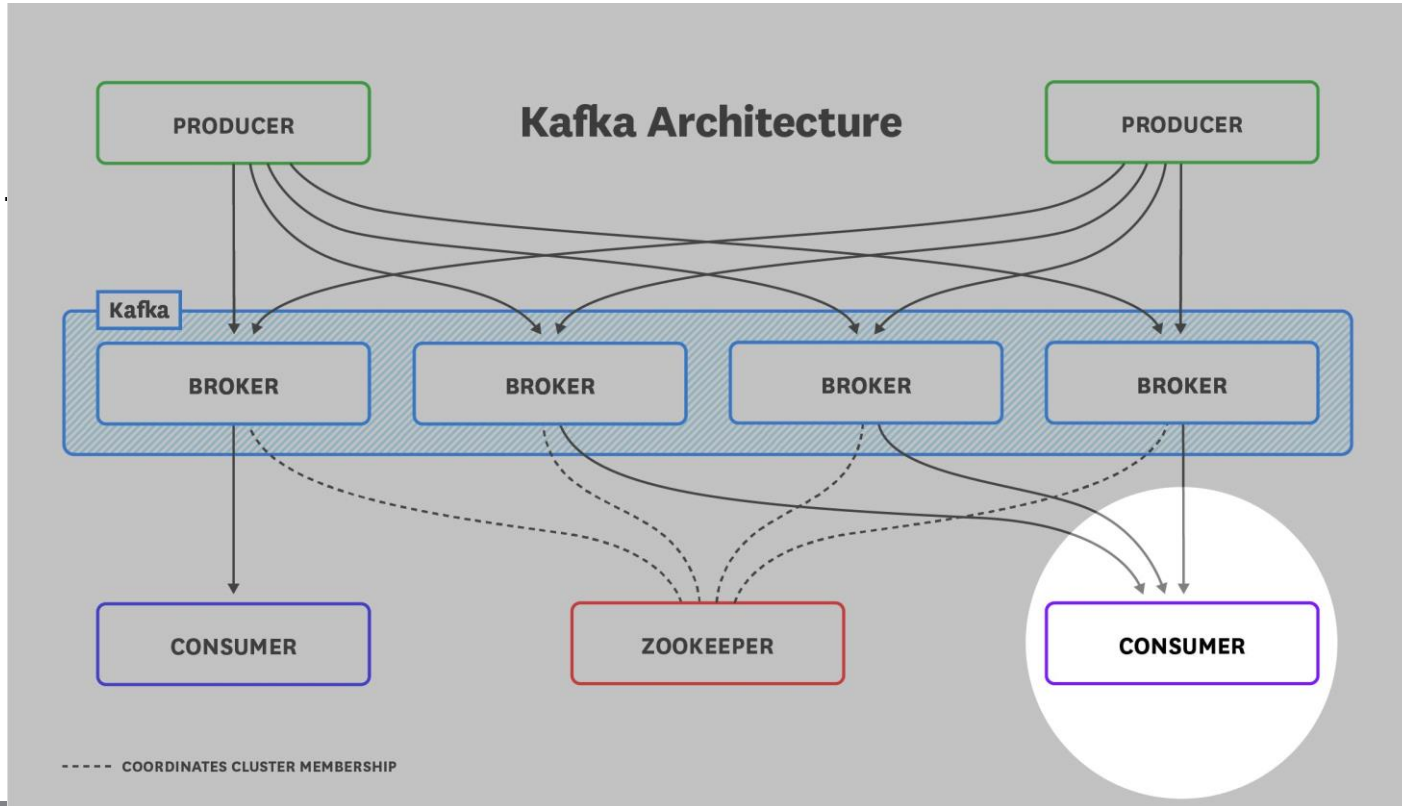 Kafka Architecture
PRODUCER
PRODUCER
Kafka
BROKER
BROKER
BROKER
BROKER
CONSUMER
ZOOKEEPER
CONSUMER
COORDINATES CLUSTER MEMBERSHIP